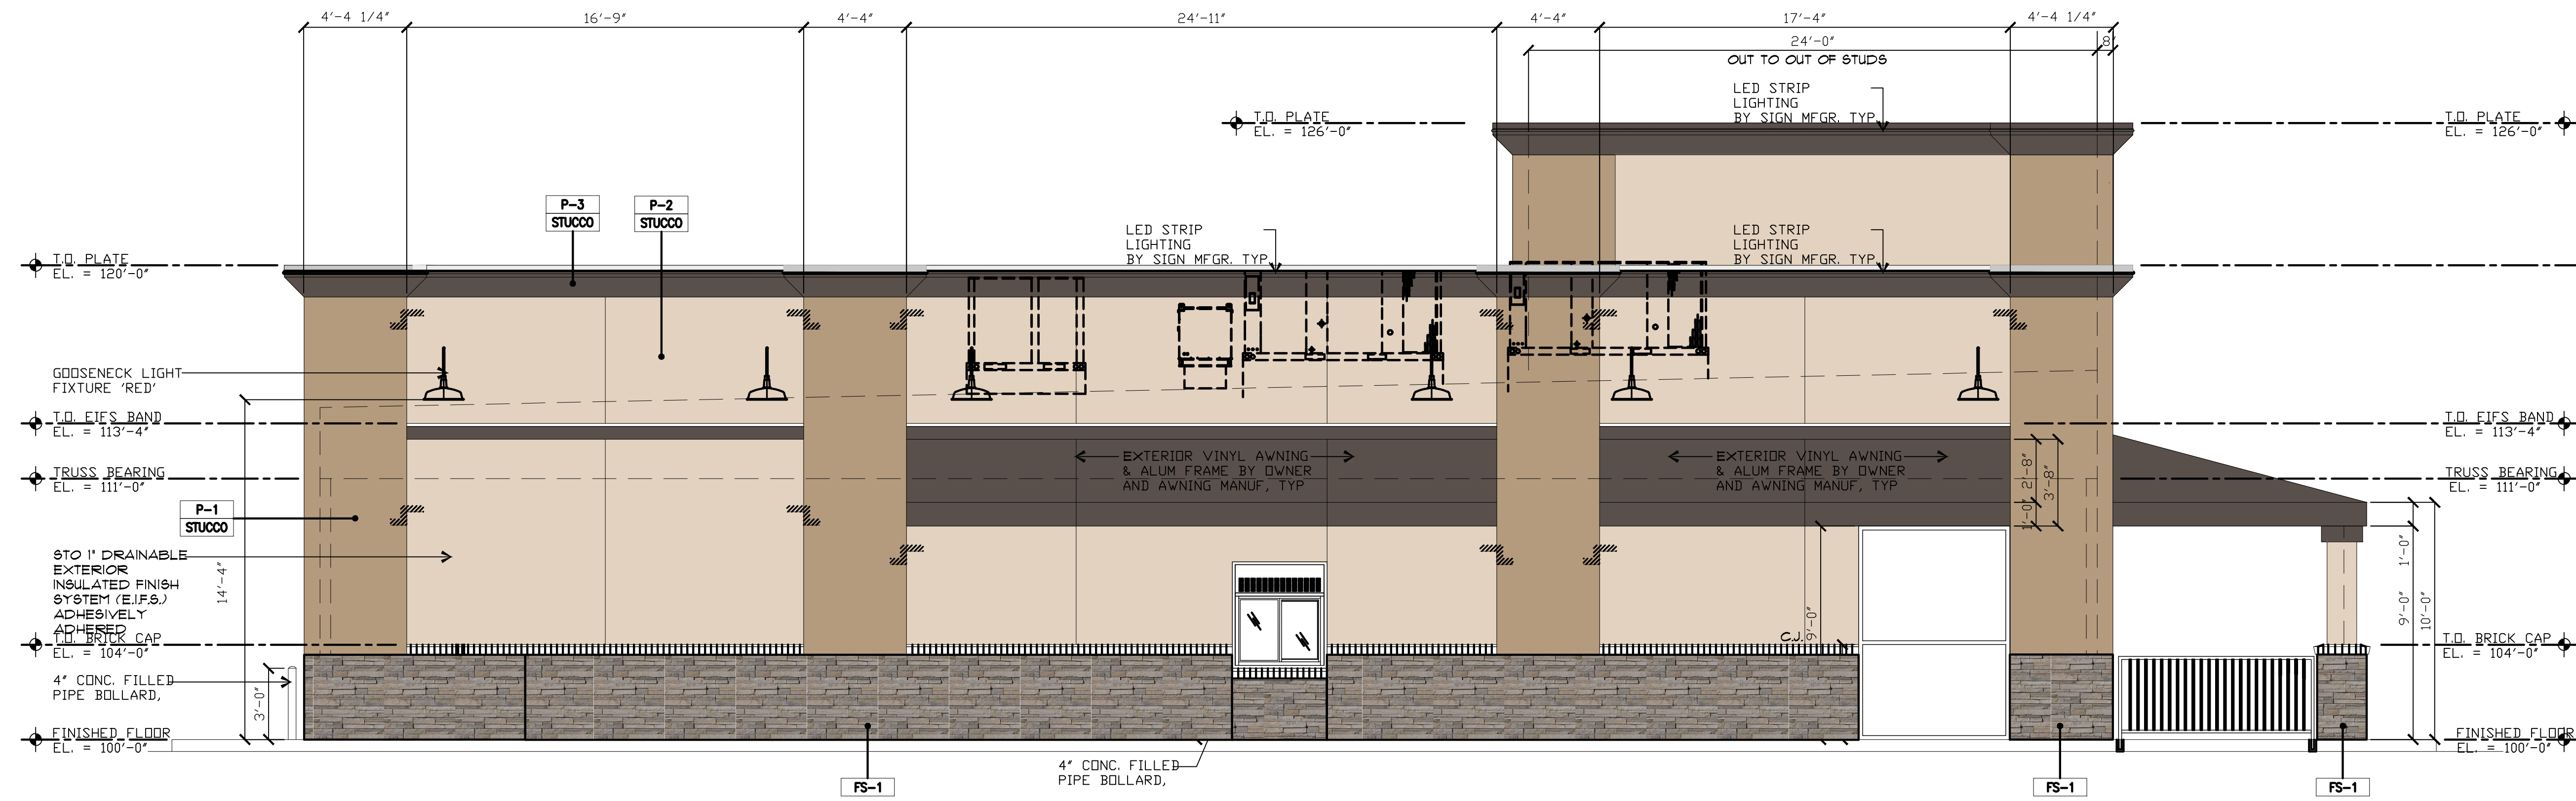 4'-4 1/4"
16'-9"
4'-4"
24'-11"
4'-4"
17'-4"
4'-4 1/4"
24'-0"
8"
OUT TO OUT OF STUDS
LED STRIP
LIGHTING
BY SIGN MFGR. TYP.
T.O. PLATE
EL. = 126'-0"
T.O. PLATE
EL. = 126'-0"
P-3
STUCCO
P-2
STUCCO
LED STRIP
LIGHTING
BY SIGN MFGR. TYP.
LED STRIP
LIGHTING
BY SIGN MFGR. TYP.
T.O. PLATE
EL. = 120'-0"
GOOSENECK LIGHT
FIXTURE 'RED'
T.O. EIFS BAND
EL. = 113'-4"
T.O. EIFS BAND
EL. = 113'-4"
EXTERIOR VINYL AWNING
& ALUM FRAME BY OWNER
AND AWNING MANUF, TYP
EXTERIOR VINYL AWNING
& ALUM FRAME BY OWNER
AND AWNING MANUF, TYP
2'-8"
3'-8"
1'-0"
TRUSS BEARING
EL. = 111'-0"
TRUSS BEARING
EL. = 111'-0"
P-1
STUCCO
STO 1" DRAINABLE
EXTERIOR
INSULATED FINISH
SYSTEM (E.I.F.S.)
ADHESIVELY
ADHERED
14'-4"
1'-0"
9'-0"
10'-0"
C.J.
9'-0"
T.O. BRICK CAP
EL. = 104'-0"
T.O. BRICK CAP
EL. = 104'-0"
4" CONC. FILLED
PIPE BOLLARD,
3'-0"
FINISHED FLOOR
EL. = 100'-0"
FINISHED FLOOR
EL. = 100'-0"
4" CONC. FILLED
PIPE BOLLARD,
FS-1
FS-1
FS-1